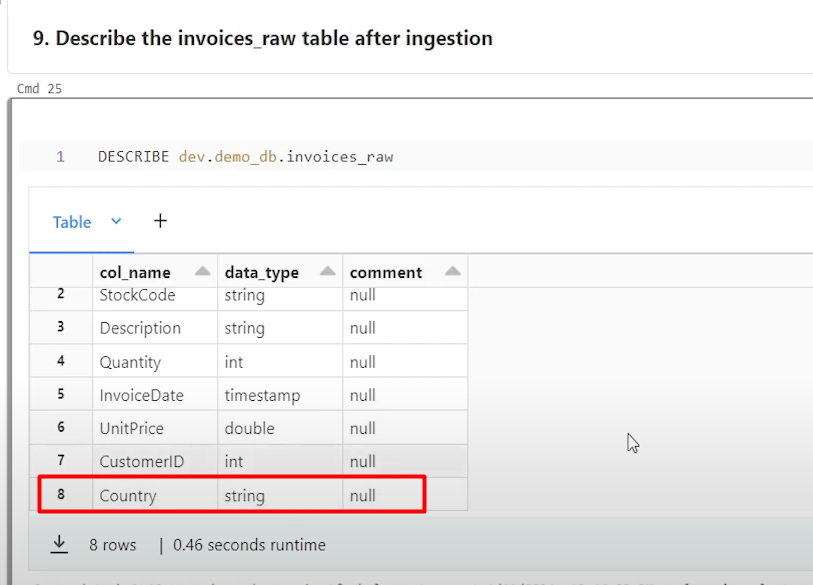 9. Describe the invoices_raw table after ingestion
Cmd 25
1 DESCRIBE dev.demo_db.invoices_raw
Table +
col_name data_type comment
2 StockCode string null
3 Description string null
4 Quantity int null
5 InvoiceDate timestamp null
6 UnitPrice double null
7 CustomerID int null
8 Country string null
8 rows | 0.46 seconds runtime